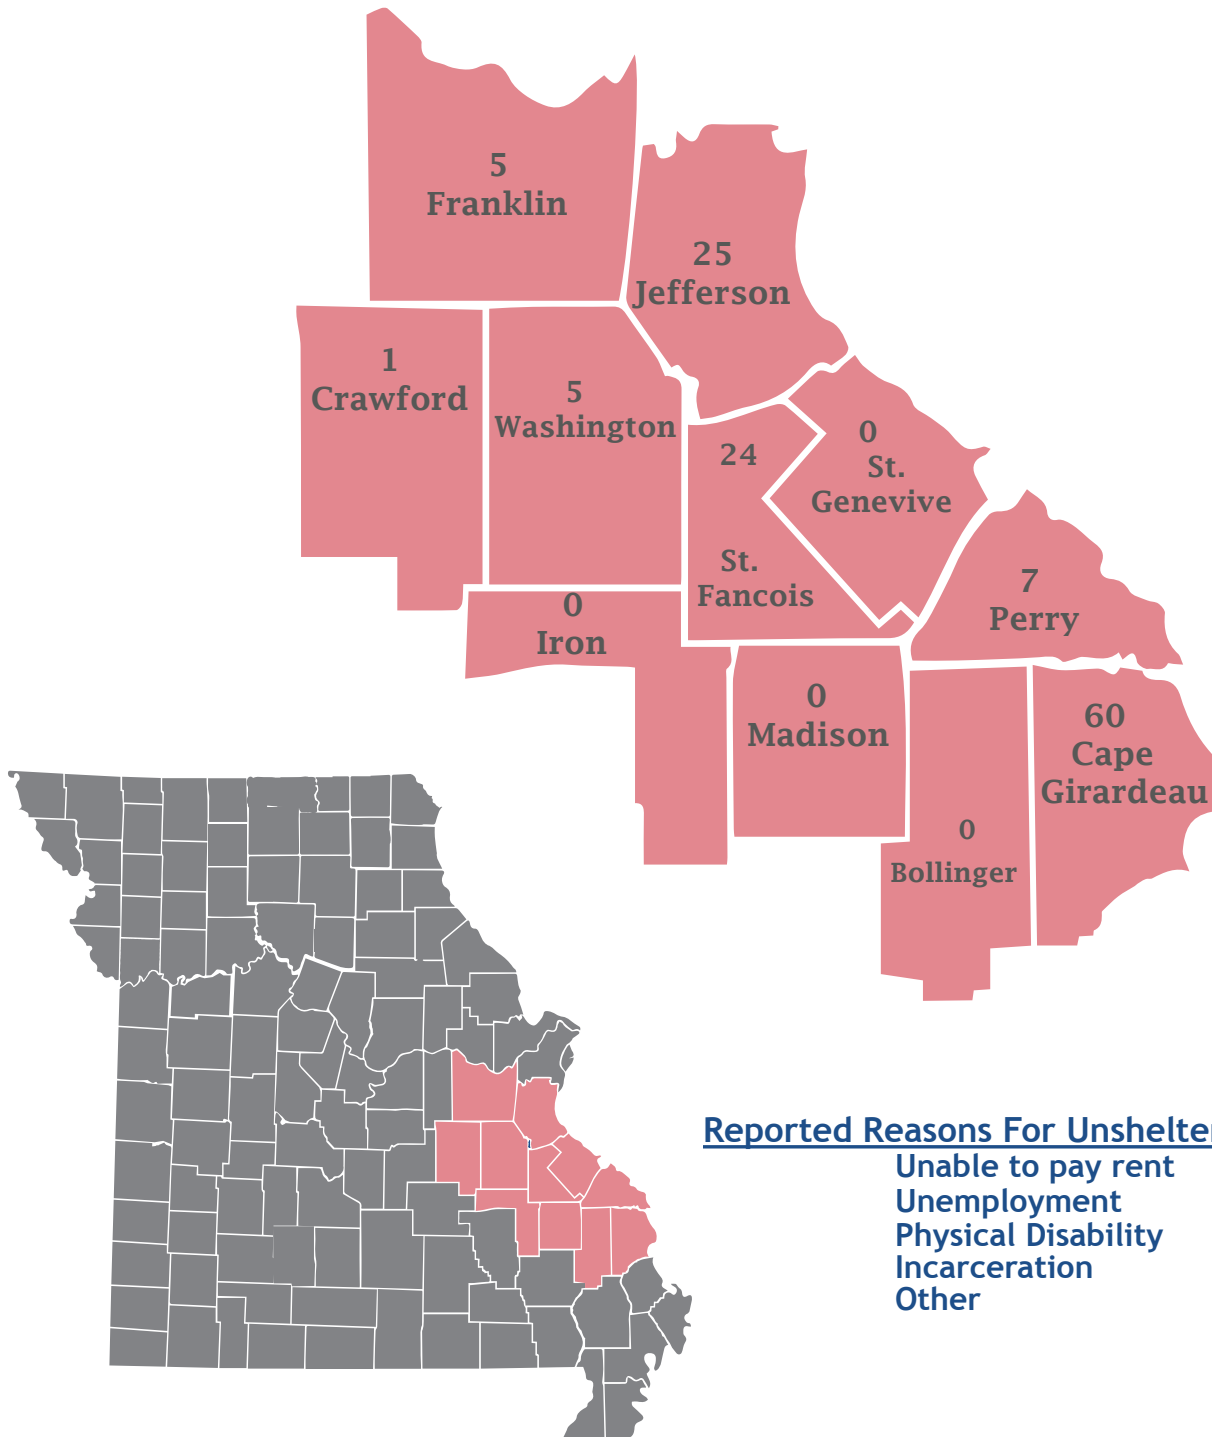 5
Franklin
25
Jefferson
1
Crawford
5
Washington
24
St.
Fancois
0
St.
Genevive
7
Perry
0
Iron
0
Madison
60
Cape
Girardeau
0
Bollinger
Reported Reasons For Unshelte
Unable to pay rent
Unemployment
Physical Disability
Incarceration
Other